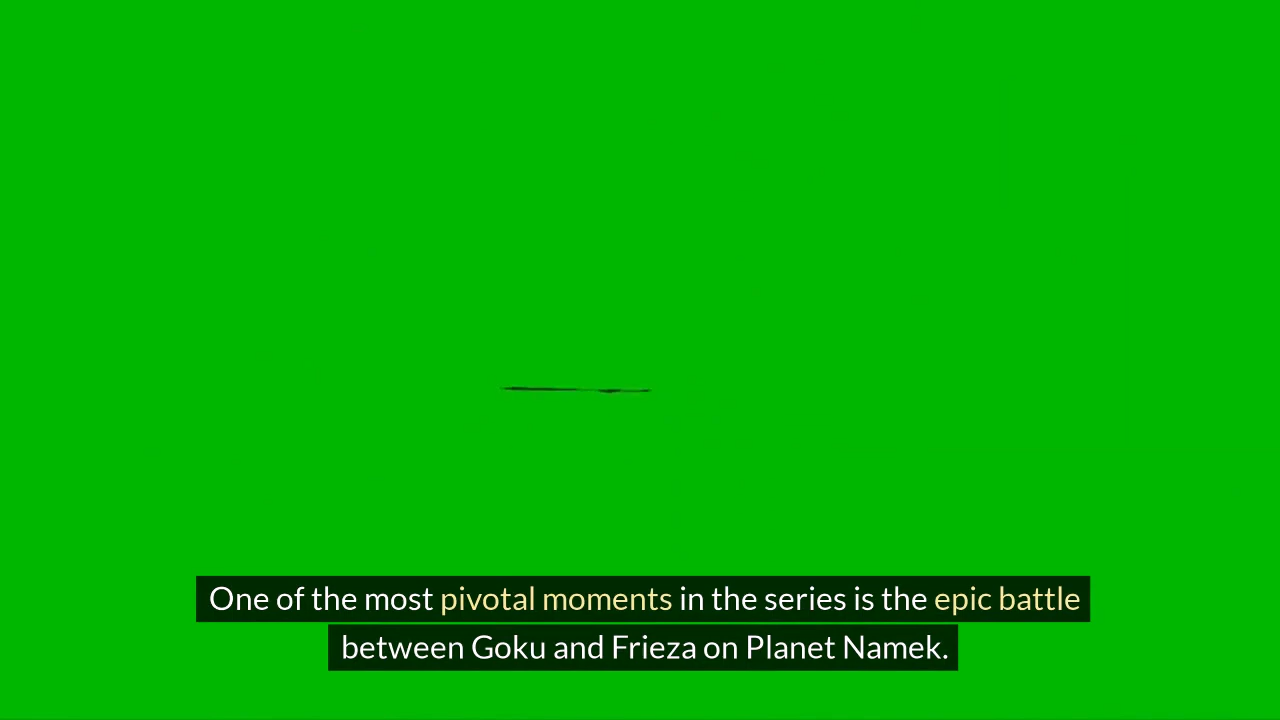 One of the most pivotal moments in the series is the epic battle
between Goku and Frieza on Planet Namek.